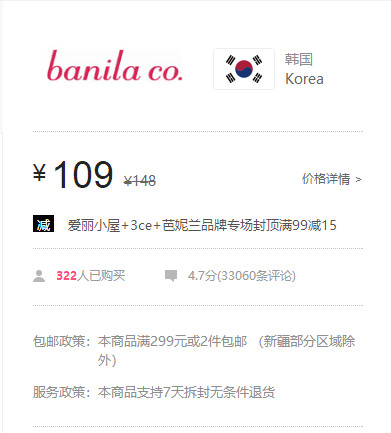 banila co.
韩国
Korea
¥ 109 ¥148
价格详情 >
减 爱丽小屋+3ce+芭妮兰品牌专场封顶满99减15
322人已购买 4.7分(33060条评论)
包邮政策: 本商品满299元或2件包邮 (新疆部分区域除
外)
服务政策: 本商品支持7天拆封无条件退货